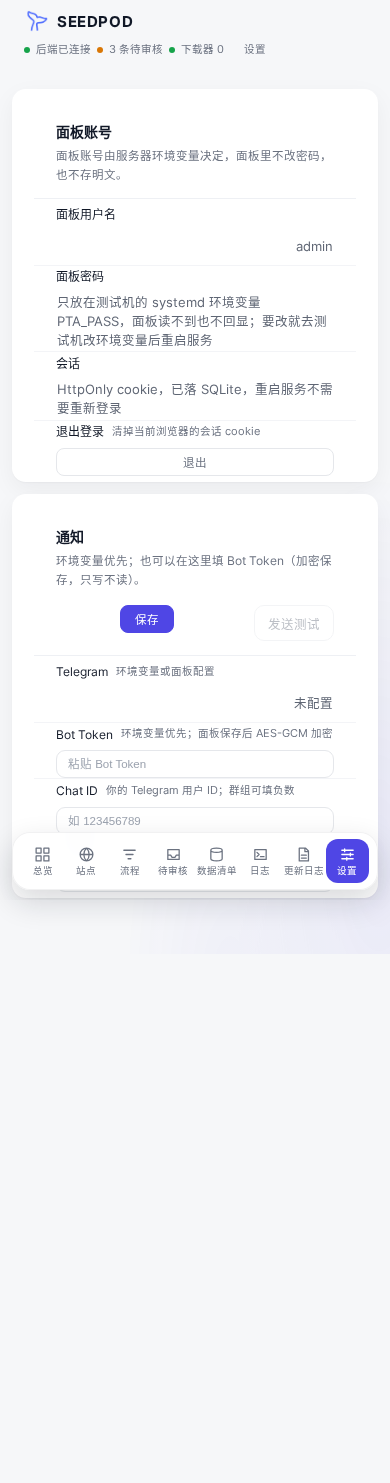 SEEDPOD
后端已连接 3 条待审核 下载器 0 设置
面板账号
面板账号由服务器环境变量决定，面板里不改密码，
也不存明文。
面板用户名
admin
面板密码
只放在测试机的 systemd 环境变量
PTA_PASS，面板读不到也不回显；要改就去测
试机改环境变量后重启服务
会话
HttpOnly cookie，已落 SQLite，重启服务不需
要重新登录
退出登录 清掉当前浏览器的会话 cookie
退出
通知
环境变量优先；也可以在这里填 Bot Token（加密保
存，只写不读）。
保存 发送测试
Telegram 环境变量或面板配置
未配置
Bot Token 环境变量优先；面板保存后 AES-GCM 加密
粘贴 Bot Token
Chat ID 你的 Telegram 用户 ID；群组可填负数
如 123456789
总览 站点 流程 待审核 数据清单 日志 更新日志 设置